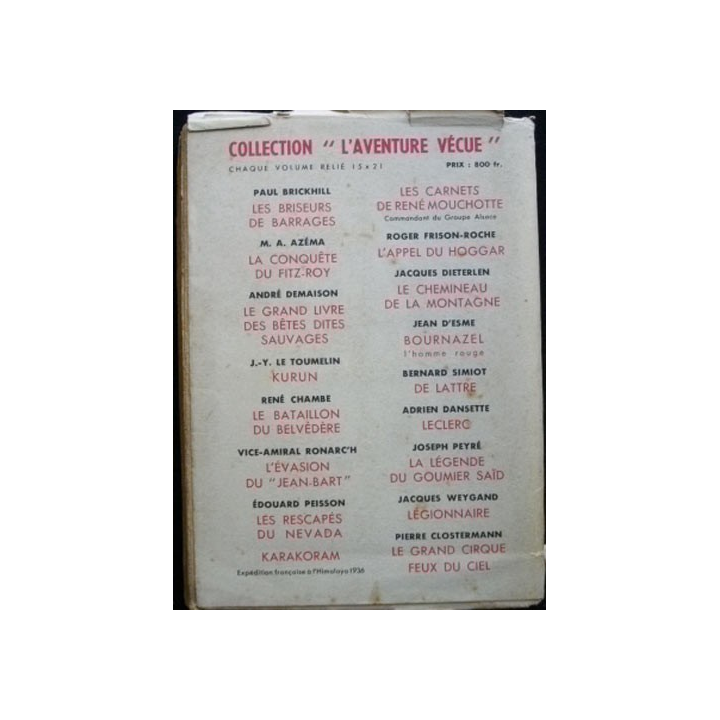 COLLECTION " L'AVENTURE VÉCUE "
CHAQUE VOLUME RELIÉ 15 x 21
PRIX : 800 fr.
PAUL BRICKHILL
LES BRISEURS
DE BARRAGES
M. A. AZÉMA
LA CONQUÊTE
DU FITZ-ROY
ANDRÉ DEMAISON
LE GRAND LIVRE
DES BÊTES DITES
SAUVAGES
J.-Y. LE TOUMELIN
KURUN
RENÉ CHAMBE
LE BATAILLON
DU BELVÉDÈRE
VICE-AMIRAL RONARC'H
L'ÉVASION
DU "JEAN-BART"
ÉDOUARD PEISSON
LES RESCAPÉS
DU NEVADA
KARAKORAM
Expédition française à l'Himalaya 1936
LES CARNETS
DE RENÉ MOUCHOTTE
Commandant du Groupe Alsace
ROGER FRISON-ROCHE
L'APPEL DU HOGGAR
JACQUES DIETERLEN
LE CHEMINEAU
DE LA MONTAGNE
JEAN D'ESME
BOURNAZEL
l'homme rouge
BERNARD SIMIOT
DE LATTRE
ADRIEN DANSETTE
LECLERC
JOSEPH PEYRÉ
LA LÉGENDE
DU GOUMIER SAÏD
JACQUES WEYGAND
LÉGIONNAIRE
PIERRE CLOSTERMANN
LE GRAND CIRQUE
FEUX DU CIEL